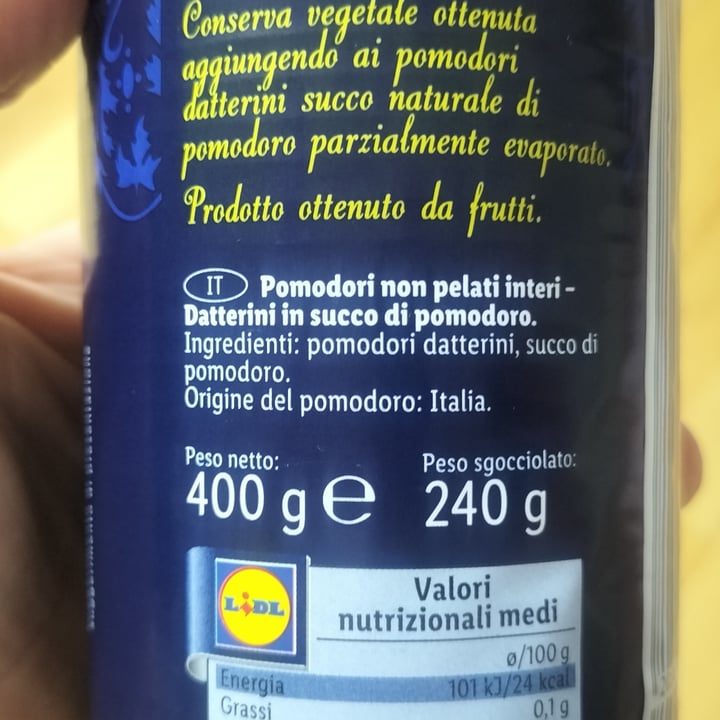 Conserva vegetale ottenuta
aggiungendo ai pomodori
datterini succo naturale di
pomodoro parzialmente evaporato.
Prodotto ottenuto da frutti.
IT Pomodori non pelati interi -
Datterini in succo di pomodoro.
Ingredienti: pomodori datterini, succo di
pomodoro.
Origine del pomodoro: Italia.
Peso netto: Peso sgocciolato:
400 g e 240 g
LIDL
Valori
nutrizionali medi
ø/100 g
Energia 101 kJ/24 kcal
Grassi 0,1 g